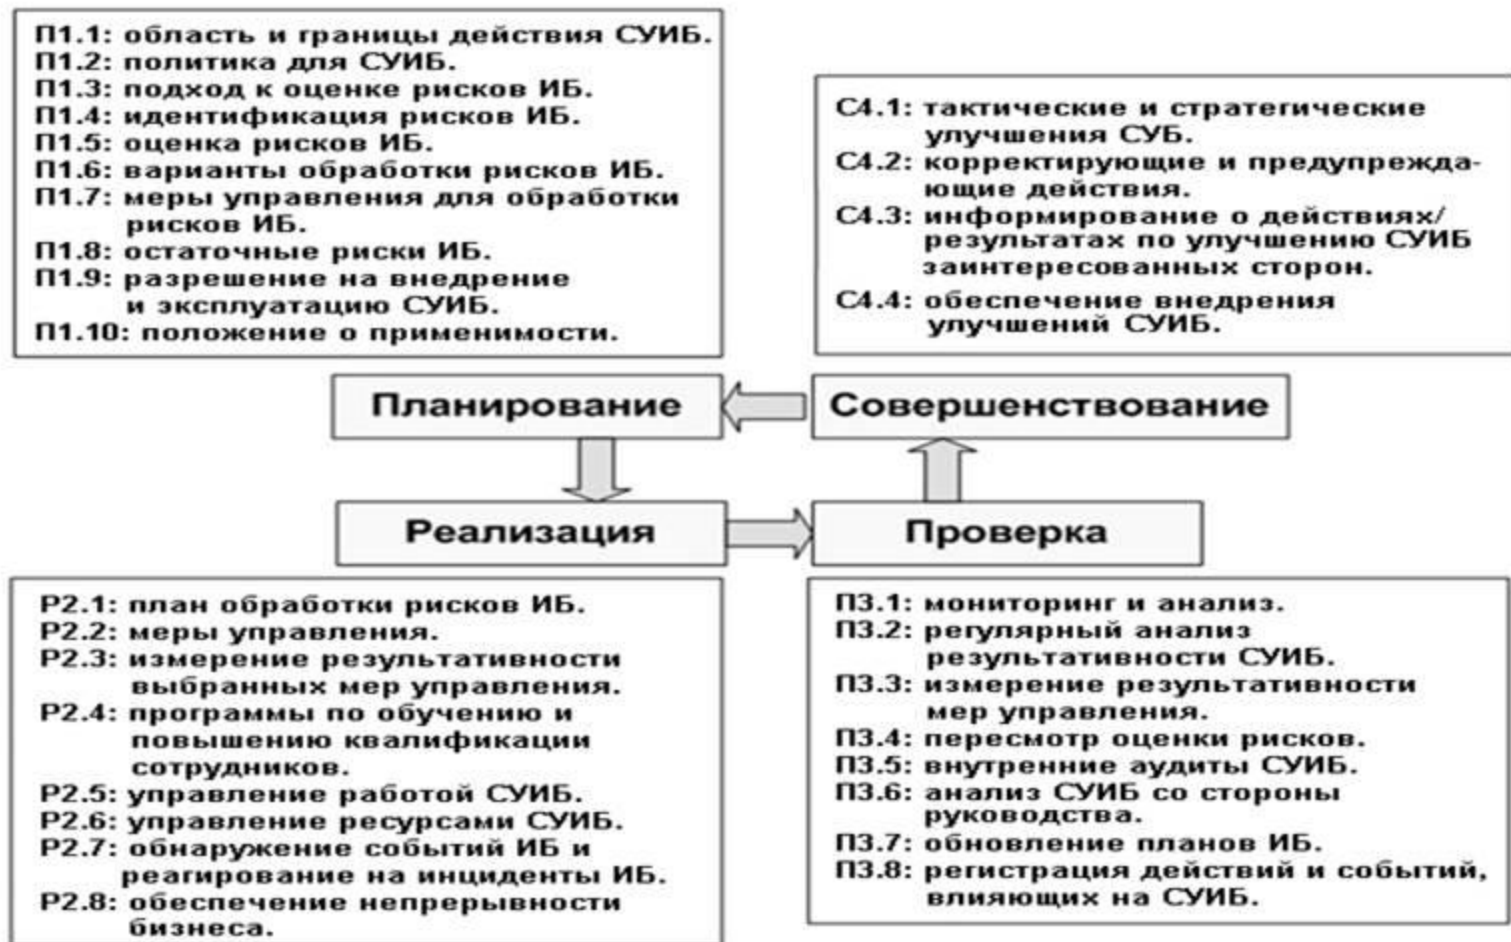 П1.1: область и границы действия СУИБ.
П1.2: политика для СУИБ.
П1.3: подход к оценке рисков ИБ.
П1.4: идентификация рисков ИБ.
П1.5: оценка рисков ИБ.
П1.6: варианты обработки рисков ИБ.
П1.7: меры управления для обработки
рисков ИБ.
П1.8: остаточные риски ИБ.
П1.9: разрешение на внедрение
и эксплуатацию СУИБ.
П1.10: положение о применимости.
С4.1: тактические и стратегические
улучшения СУБ.
С4.2: корректирующие и предупрежда-
ющие действия.
С4.3: информирование о действиях/
результатах по улучшению СУИБ
заинтересованных сторон.
С4.4: обеспечение внедрения
улучшений СУИБ.
Планирование
Совершенствование
Реализация
Проверка
Р2.1: план обработки рисков ИБ.
Р2.2: меры управления.
Р2.3: измерение результативности
выбранных мер управления.
Р2.4: программы по обучению и
повышению квалификации
сотрудников.
Р2.5: управление работой СУИБ.
Р2.6: управление ресурсами СУИБ.
Р2.7: обнаружение событий ИБ и
реагирование на инциденты ИБ.
Р2.8: обеспечение непрерывности
бизнеса.
П3.1: мониторинг и анализ.
П3.2: регулярный анализ
результативности СУИБ.
П3.3: измерение результативности
мер управления.
П3.4: пересмотр оценки рисков.
П3.5: внутренние аудиты СУИБ.
П3.6: анализ СУИБ со стороны
руководства.
П3.7: обновление планов ИБ.
П3.8: регистрация действий и событий,
влияющих на СУИБ.